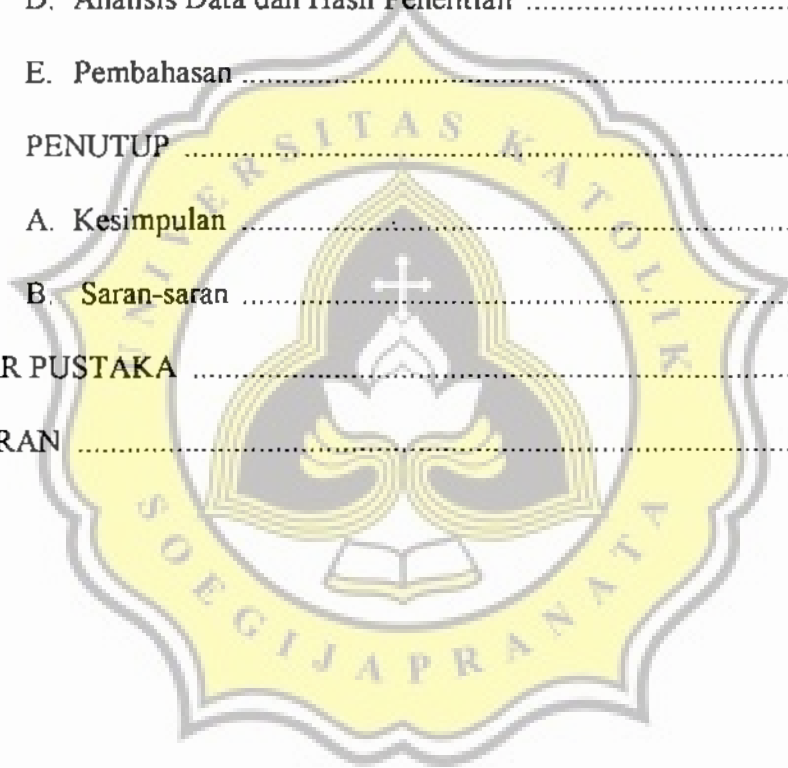 D. Analisis Data dan Hasil Penelitian ..............................
E. Pembahasan ................................................................
PENUTUP ........................................................................
A. Kesimpulan ................................................................
B. Saran-saran ................................................................
R PUSTAKA ........................................................................
RAN ........................................................................
UNIVERSITAS KATOLIK
SOEGIJAPRANATA